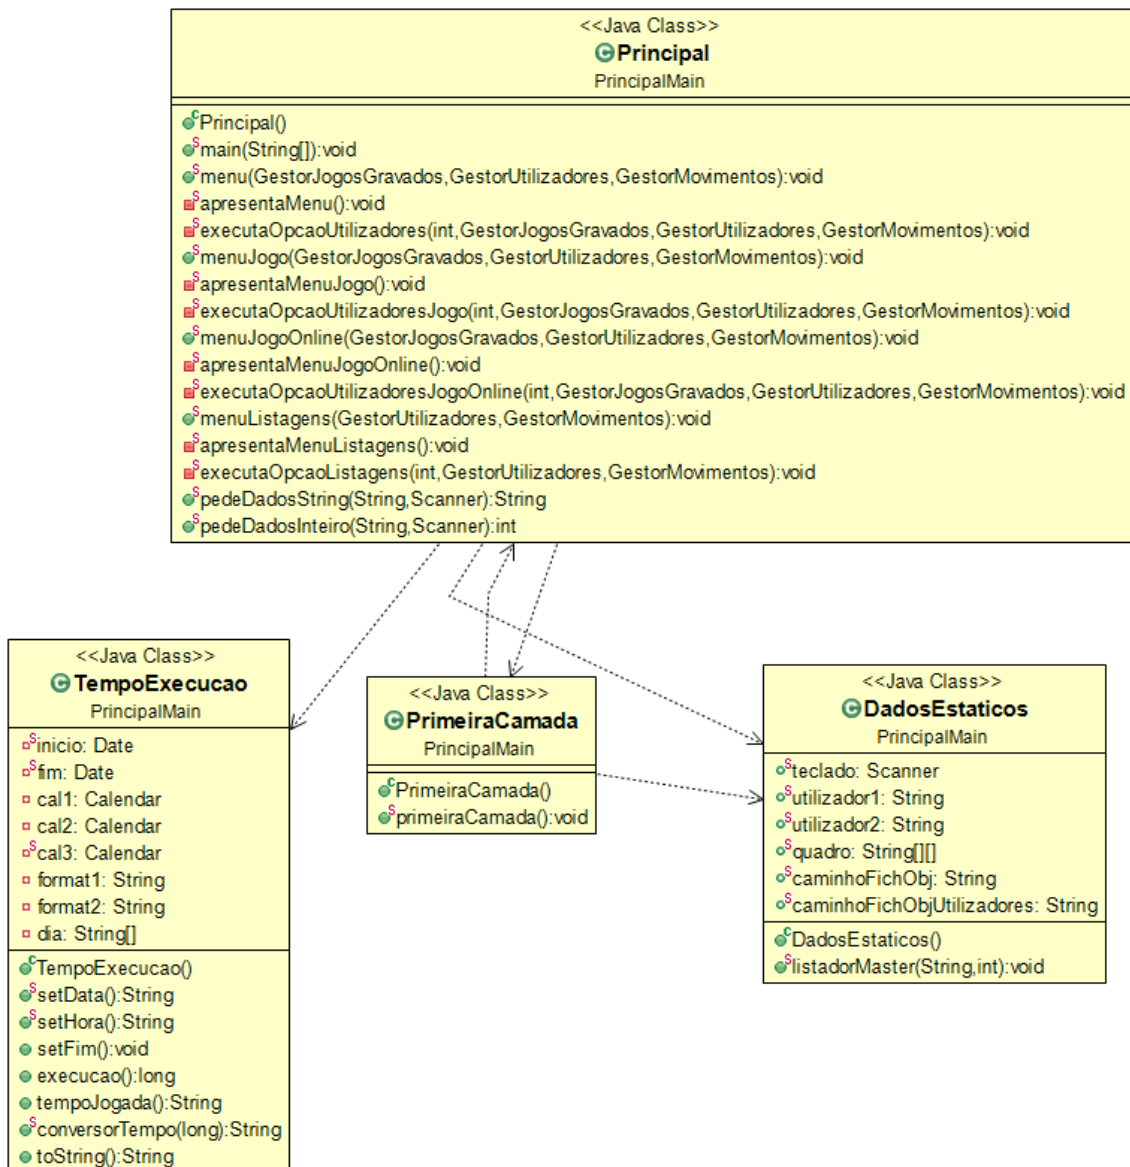 <<Java Class>>
Principal
PrincipalMain
Principal()
main(String[]):void
menu(GestorJogosGravados,GestorUtilizadores,GestorMovimentos):void
apresentaMenu():void
executaOpcaoUtilizadores(int,GestorJogosGravados,GestorUtilizadores,GestorMovimentos):void
menuJogo(GestorJogosGravados,GestorUtilizadores,GestorMovimentos):void
apresentaMenuJogo():void
executaOpcaoUtilizadoresJogo(int,GestorJogosGravados,GestorUtilizadores,GestorMovimentos):void
menuJogoOnline(GestorJogosGravados,GestorUtilizadores,GestorMovimentos):void
apresentaMenuJogoOnline():void
executaOpcaoUtilizadoresJogoOnline(int,GestorJogosGravados,GestorUtilizadores,GestorMovimentos):void
menuListagens(GestorUtilizadores,GestorMovimentos):void
apresentaMenuListagens():void
executaOpcaoListagens(int,GestorUtilizadores,GestorMovimentos):void
pedeDadosString(String,Scanner):String
pedeDadosInteiro(String,Scanner):int
<<Java Class>>
TempoExecucao
PrincipalMain
inicio: Date
fim: Date
cal1: Calendar
cal2: Calendar
cal3: Calendar
format1: String
format2: String
dia: String[]
TempoExecucao()
setData():String
setHora():String
setFim():void
execucao():long
tempoJogada():String
conversorTempo(long):String
toString():String
<<Java Class>>
PrimeiraCamada
PrincipalMain
PrimeiraCamada()
primeiraCamada():void
<<Java Class>>
DadosEstaticos
PrincipalMain
teclado: Scanner
utilizador1: String
utilizador2: String
quadro: String[][]
caminhoFichObj: String
caminhoFichObjUtilizadores: String
DadosEstaticos()
listadorMaster(String,int):void